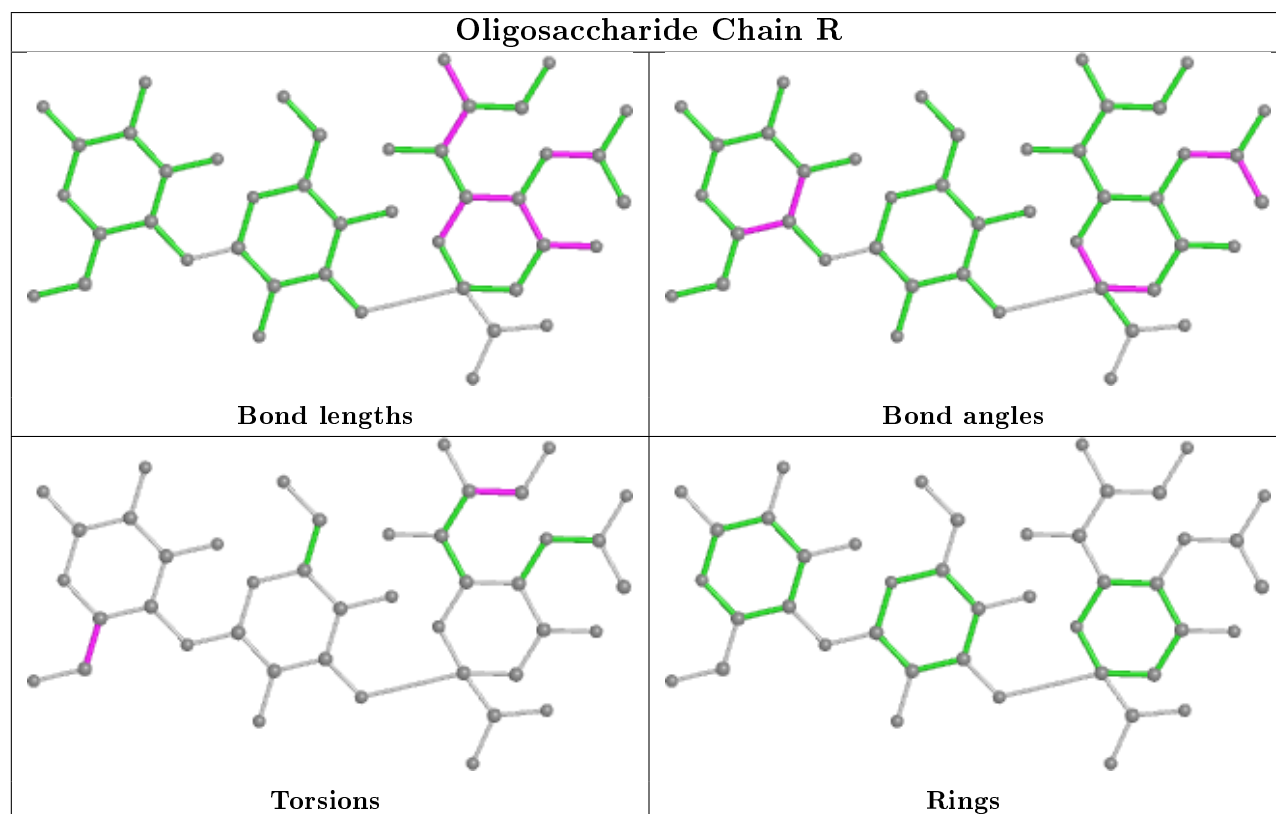 Oligosaccharide Chain R
Bond lengths
Bond angles
Torsions
Rings